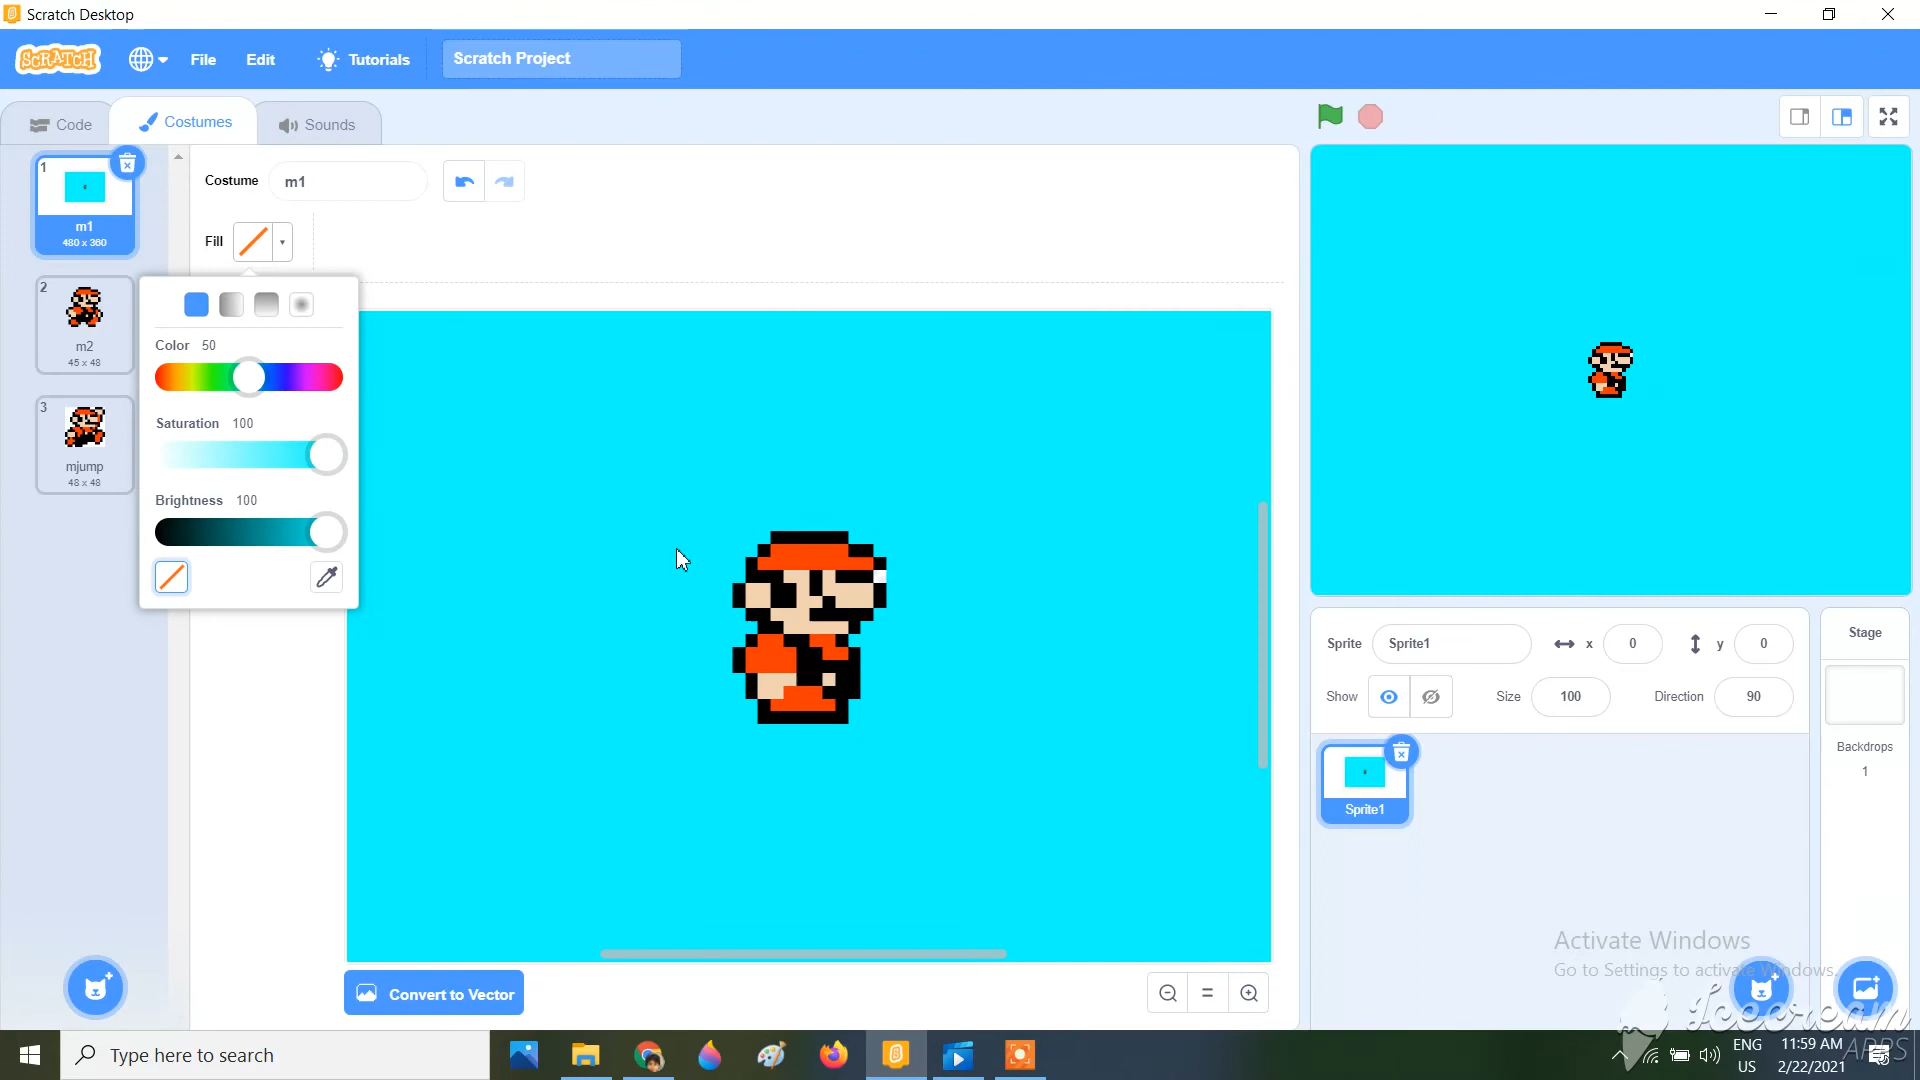 Scratch Desktop
SCRATCH
File
Edit
Tutorials
Scratch Project
Code
Costumes
Sounds
1
m1
480 x 360
2
m2
45 x 48
3
mjump
48 x 48
Costume
m1
Fill
Color 50
Saturation 100
Brightness 100
Convert to Vector
Sprite
Sprite1
x
0
y
0
Show
Size
100
Direction
90
Sprite1
Stage
Backdrops
1
Activate Windows
Go to Settings to activate Windows.
Icecream
APPS
Type here to search
ENG
US
11:59 AM
2/22/2021